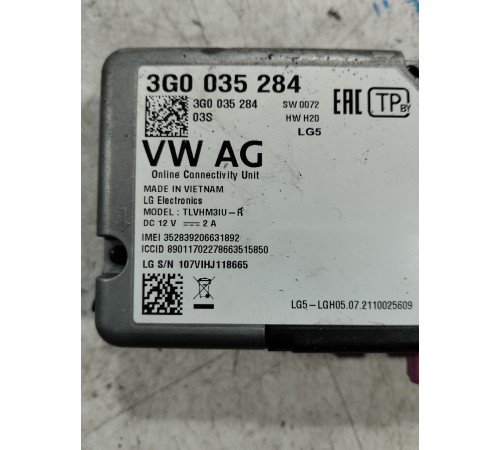 3G0 035 284
3G0 035 284 SW 0072
03S HW H20
LG5
EAC TP BY
VW AG
Online Connectivity Unit
MADE IN VIETNAM
LG Electronics
MODEL : TLVHM3IU-R
DC 12 V ⎓ 2 A
IMEI 352839206631892
ICCID 89011702278663515850
LG S/N 107VIHJ118665
LG5-LGH05.07.2110025609